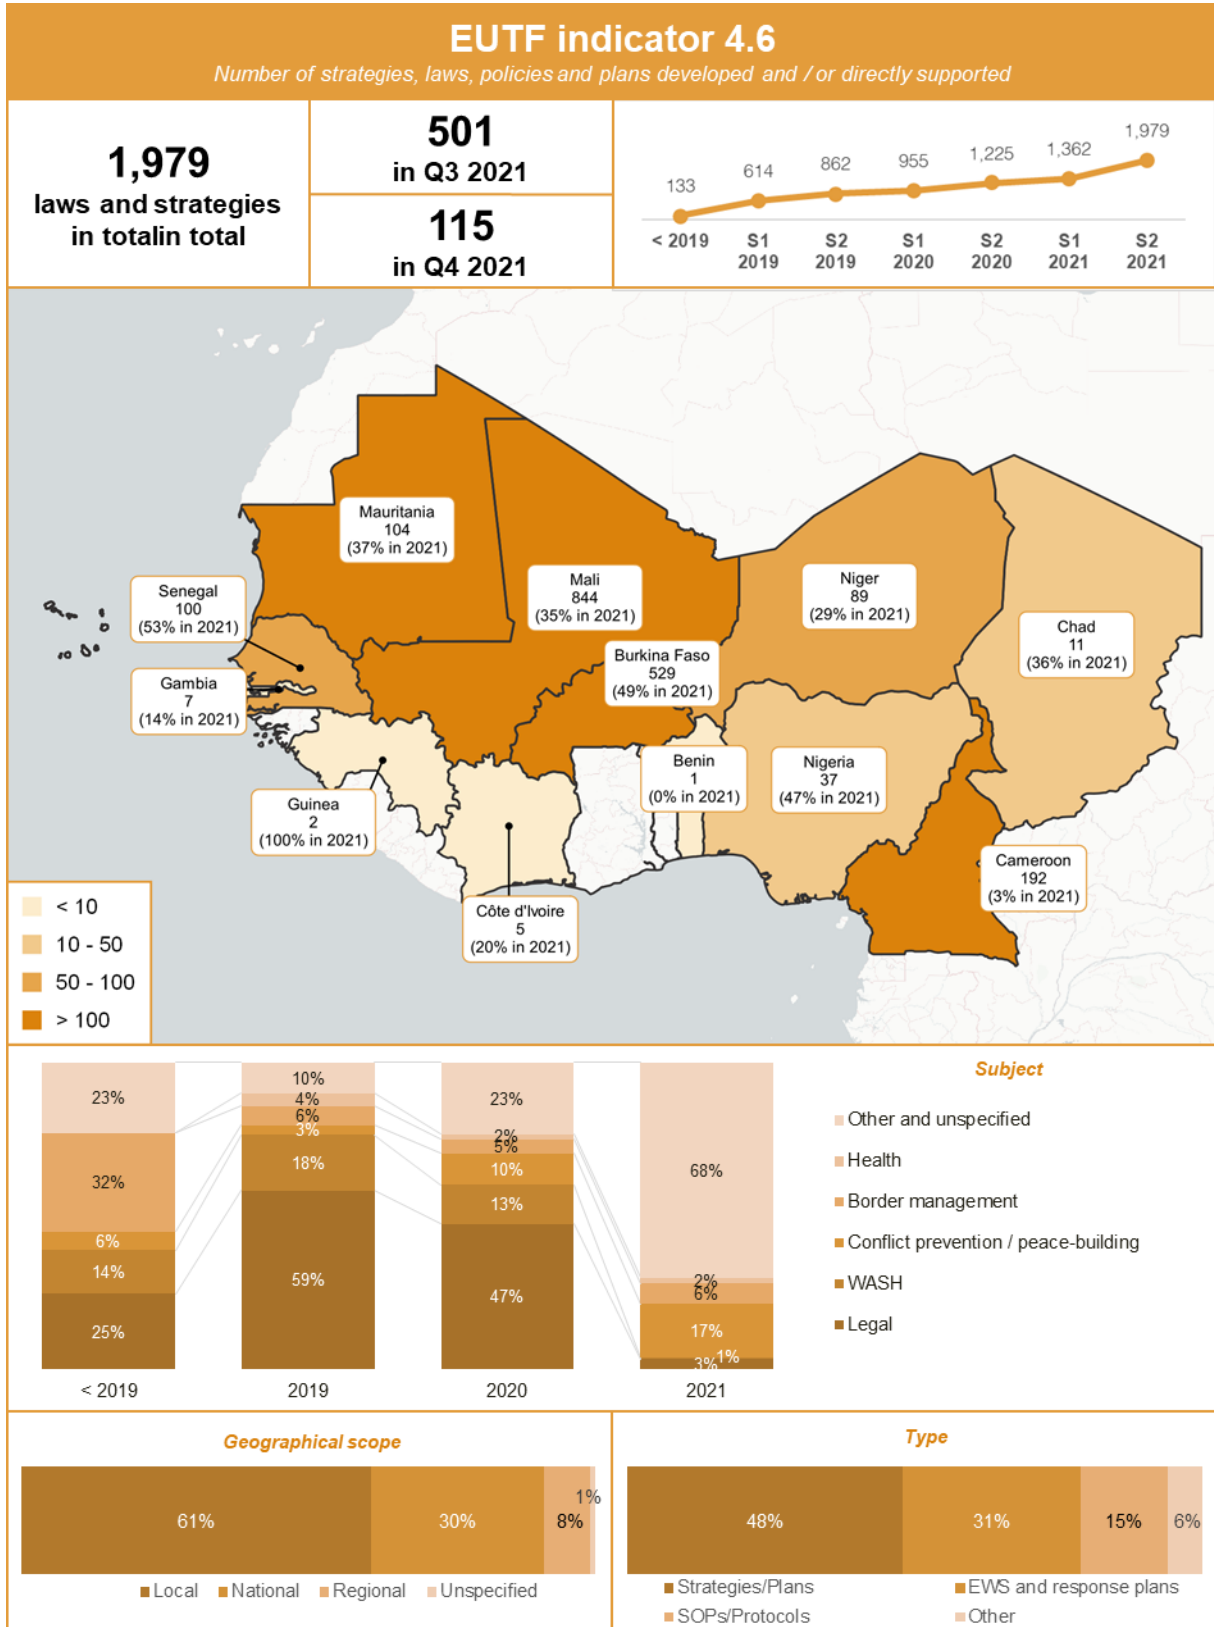 EUTF indicator 4.6
Number of strategies, laws, policies and plans developed and / or directly supported
1,979
laws and strategies
in totalin total
501
in Q3 2021
115
in Q4 2021
133
614
862
955
1,225
1,362
1,979
< 2019
S1
2019
S2
2019
S1
2020
S2
2020
S1
2021
S2
2021
Mauritania
104
(37% in 2021)
Mali
844
(35% in 2021)
Niger
89
(29% in 2021)
Chad
11
(36% in 2021)
Senegal
100
(53% in 2021)
Burkina Faso
529
(49% in 2021)
Gambia
7
(14% in 2021)
Benin
1
(0% in 2021)
Nigeria
37
(47% in 2021)
Guinea
2
(100% in 2021)
Cameroon
192
(3% in 2021)
Côte d'Ivoire
5
(20% in 2021)
< 10
10 - 50
50 - 100
> 100
23%
32%
6%
14%
25%
< 2019
10%
4%
6%
3%
18%
59%
2019
23%
2%
5%
10%
13%
47%
2020
68%
2%
6%
17%
1%
3%
2021
Subject
Other and unspecified
Health
Border management
Conflict prevention / peace-building
WASH
Legal
Geographical scope
61%
30%
8%
1%
Local
National
Regional
Unspecified
Type
48%
31%
15%
6%
Strategies/Plans
EWS and response plans
SOPs/Protocols
Other